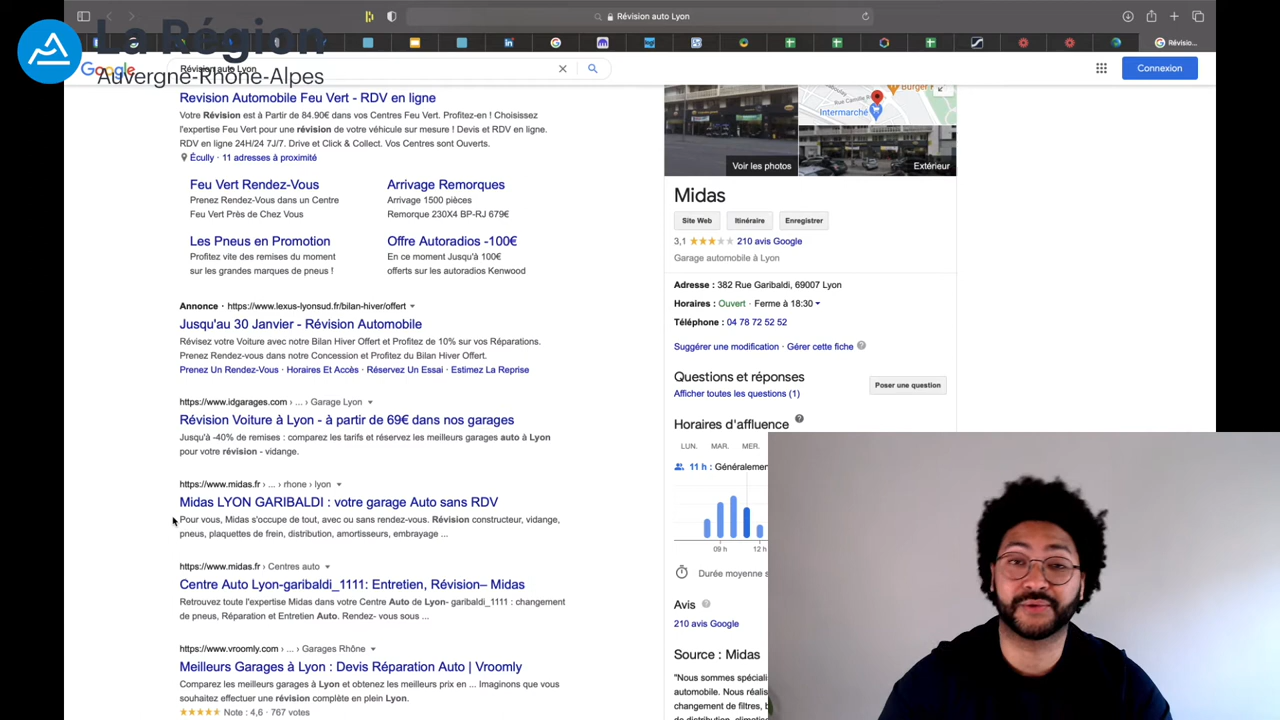 Révision auto Lyon
La Région
Auvergne-Rhône-Alpes
Révisio...
Google
Révision auto Lyon
Connexion
Revision Automobile Feu Vert - RDV en ligne
Votre Révision est à Partir de 84.90€ dans vos Centres Feu Vert. Profitez-en ! Choisissez
l'expertise Feu Vert pour une révision de votre véhicule sur mesure ! Devis et RDV en ligne.
RDV en ligne 24H/24 7J/7. Drive et Click & Collect. Vos Centres sont Ouverts.
Écully · 11 adresses à proximité
Feu Vert Rendez-Vous
Prenez Rendez-Vous dans un Centre
Feu Vert Près de Chez Vous
Arrivage Remorques
Arrivage 1500 pièces
Remorque 230X4 BP-RJ 679€
Les Pneus en Promotion
Profitez vite des remises du moment
sur les grandes marques de pneus !
Offre Autoradios -100€
En ce moment Jusqu'à 100€
offerts sur les autoradios Kenwood
Annonce · https://www.lexus-lyonsud.fr/bilan-hiver/offert
Jusqu'au 30 Janvier - Révision Automobile
Révisez votre Voiture avec notre Bilan Hiver Offert et Profitez de 10% sur vos Réparations.
Prenez Rendez-vous dans notre Concession et Profitez du Bilan Hiver Offert.
Prenez Un Rendez-Vous · Horaires Et Accès · Réservez Un Essai · Estimez La Reprise
https://www.idgarages.com › ... › Garage Lyon
Révision Voiture à Lyon - à partir de 69€ dans nos garages
Jusqu'à -40% de remises : comparez les tarifs et réservez les meilleurs garages auto à Lyon
pour votre révision - vidange.
https://www.midas.fr › ... › rhone › lyon
Midas LYON GARIBALDI : votre garage Auto sans RDV
Pour vous, Midas s'occupe de tout, avec ou sans rendez-vous. Révision constructeur, vidange,
pneus, plaquettes de frein, distribution, amortisseurs, embrayage ...
https://www.midas.fr › Centres auto
Centre Auto Lyon-garibaldi_1111: Entretien, Révision– Midas
Retrouvez toute l'expertise Midas dans votre Centre Auto de Lyon- garibaldi_1111 : changement
de pneus, Réparation et Entretien Auto. Rendez- vous sous ...
https://www.vroomly.com › ... › Garages Rhône
Meilleurs Garages à Lyon : Devis Réparation Auto | Vroomly
Comparez les meilleurs garages à Lyon et obtenez les meilleurs prix en ... Imaginons que vous
souhaitez effectuer une révision complète en plein Lyon.
Note : 4,6 · 767 votes
Rue Camille R
Burger K
Intermarché
Voir les photos
Extérieur
Midas
Site Web
Itinéraire
Enregistrer
3,1 210 avis Google
Garage automobile à Lyon
Adresse : 382 Rue Garibaldi, 69007 Lyon
Horaires : Ouvert · Ferme à 18:30
Téléphone : 04 78 72 52 52
Suggérer une modification · Gérer cette fiche
Questions et réponses
Poser une question
Afficher toutes les questions (1)
Horaires d'affluence
LUN. MAR. MER.
11 h : Généralemen
09 h 12 h
Durée moyenne s
Avis
210 avis Google
Source : Midas
"Nous sommes spéciali
automobile. Nous réalis
changement de filtres, b